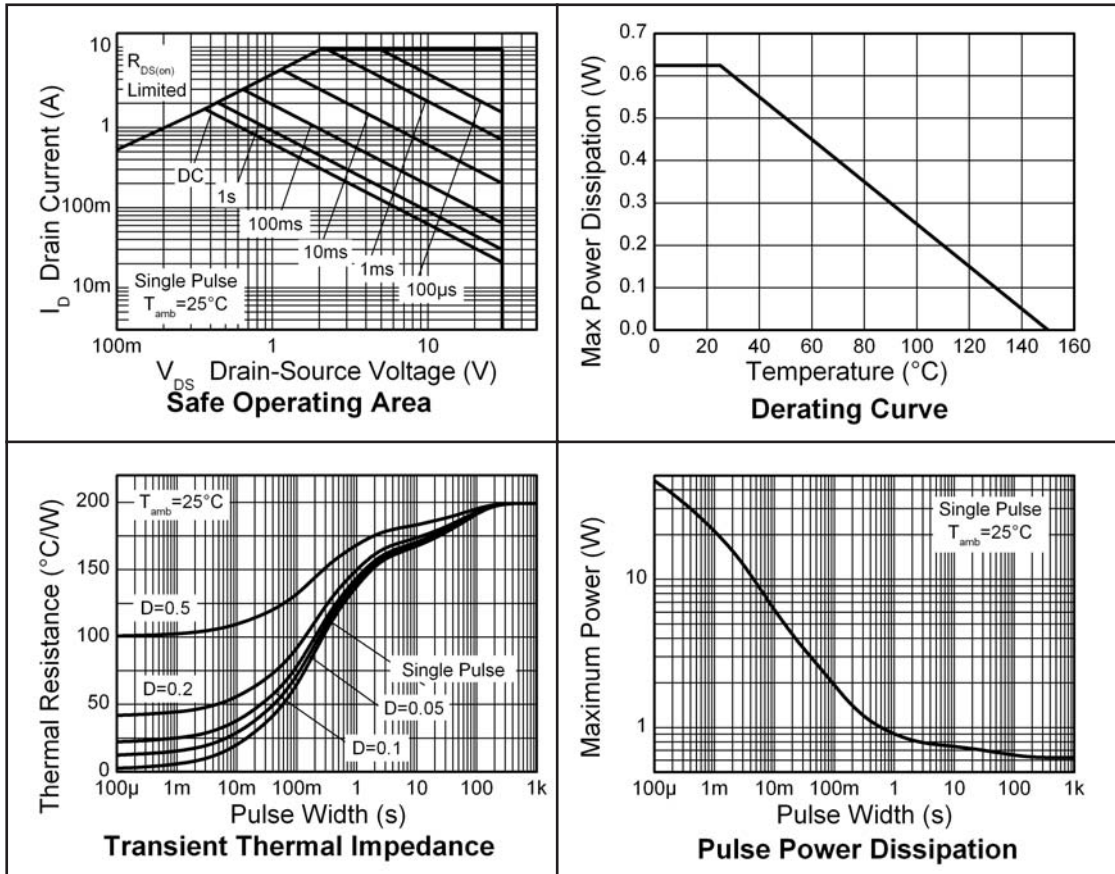 I_D Drain Current (A)
10
1
100m
10m
R_DS(on)
Limited
DC
1s
100ms
10ms
1ms
100µs
Single Pulse
T_amb=25°C
100m 1 10
V_DS Drain-Source Voltage (V)
Safe Operating Area
Max Power Dissipation (W)
0.7
0.6
0.5
0.4
0.3
0.2
0.1
0.0
0 20 40 60 80 100 120 140 160
Temperature (°C)
Derating Curve
Thermal Resistance (°C/W)
200
150
100
50
0
T_amb=25°C
D=0.5
D=0.2
Single Pulse
D=0.05
D=0.1
100µ 1m 10m 100m 1 10 100 1k
Pulse Width (s)
Transient Thermal Impedance
Maximum Power (W)
10
1
Single Pulse
T_amb=25°C
100µ 1m 10m 100m 1 10 100 1k
Pulse Width (s)
Pulse Power Dissipation